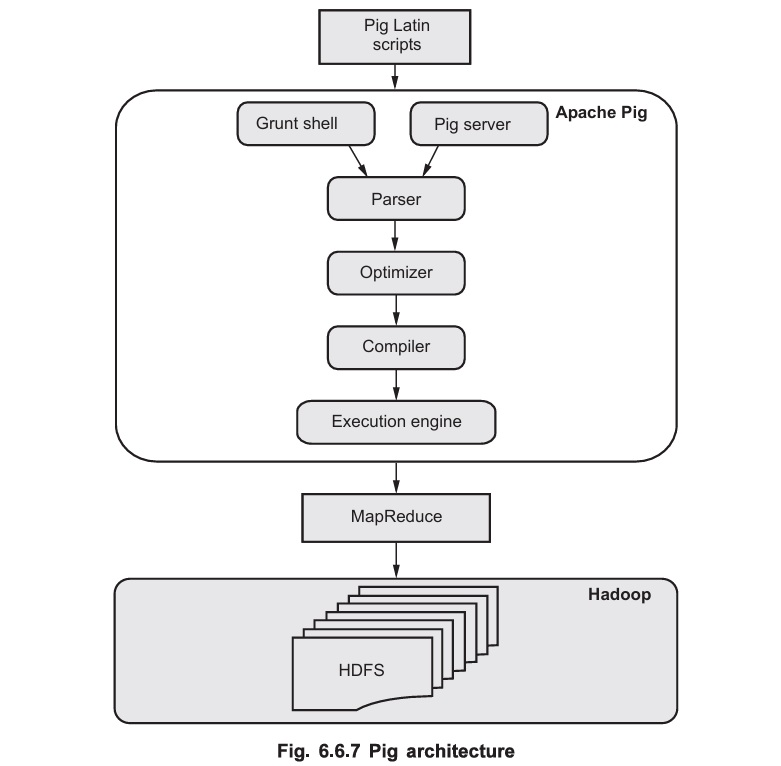 Pig Latin
scripts
Apache Pig
Grunt shell
Pig server
Parser
Optimizer
Compiler
Execution engine
MapReduce
Hadoop
HDFS
Fig. 6.6.7 Pig architecture